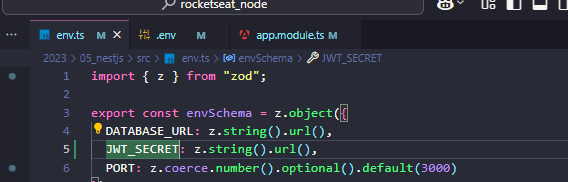 rocketseat_node
env.ts M X .env M app.module.ts M
2023 > 05_nestjs > src > env.ts > envSchema > JWT_SECRET
1 import { z } from "zod";
2
3 export const envSchema = z.object({
4 DATABASE_URL: z.string().url(),
5 JWT_SECRET: z.string().url(),
6 PORT: z.coerce.number().optional().default(3000)